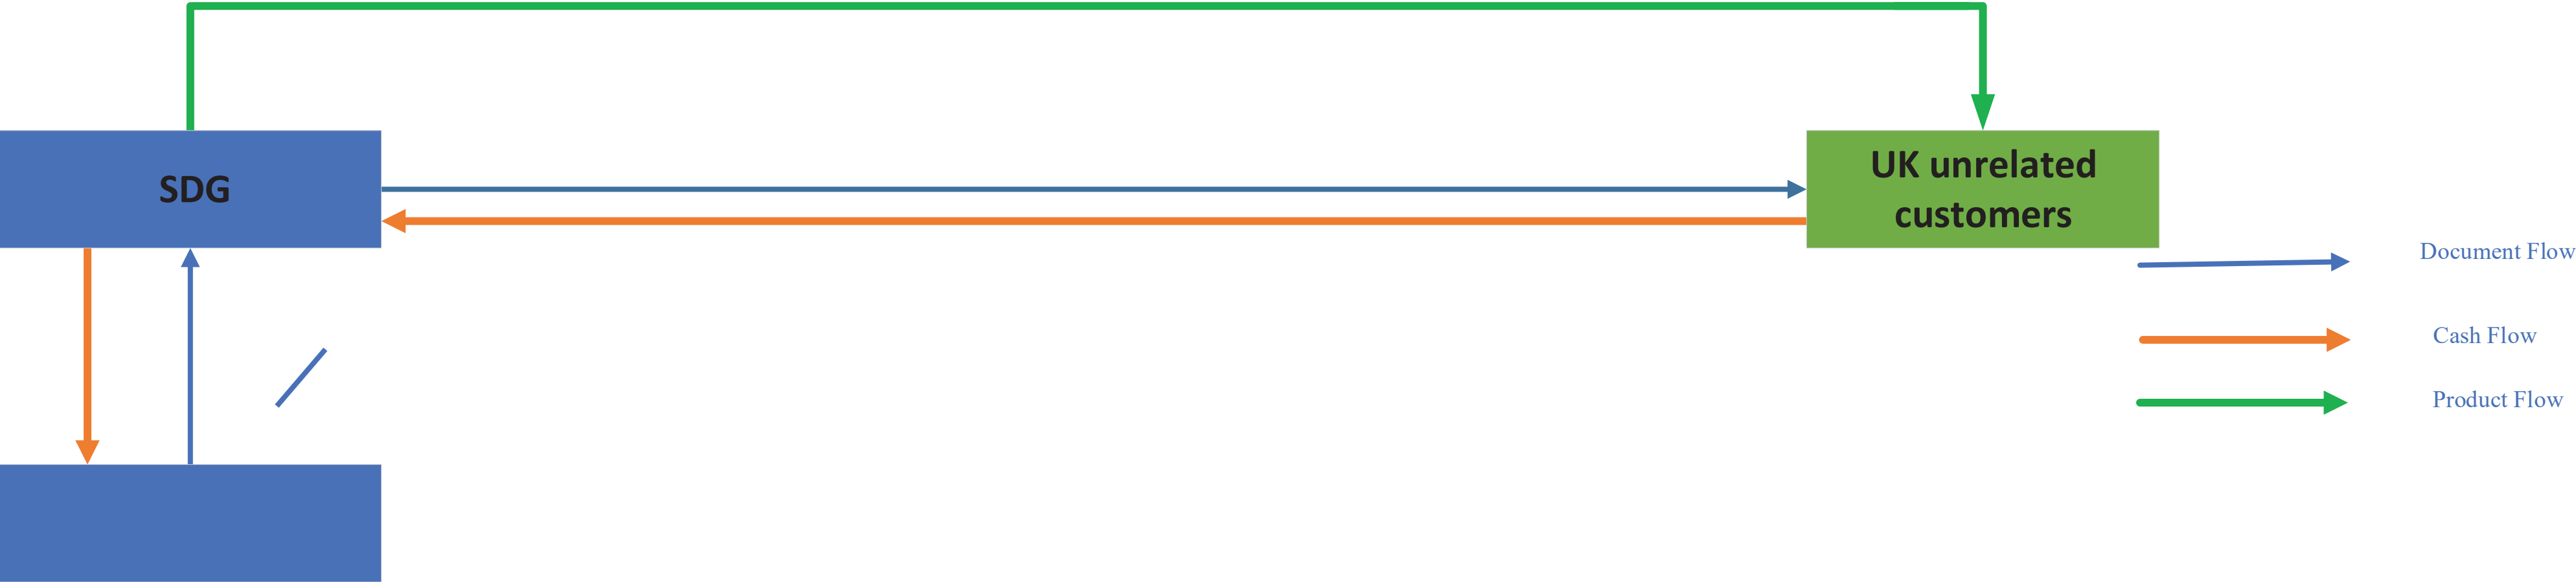 SDG
UK unrelated
customers
Document Flow
Cash Flow
Product Flow